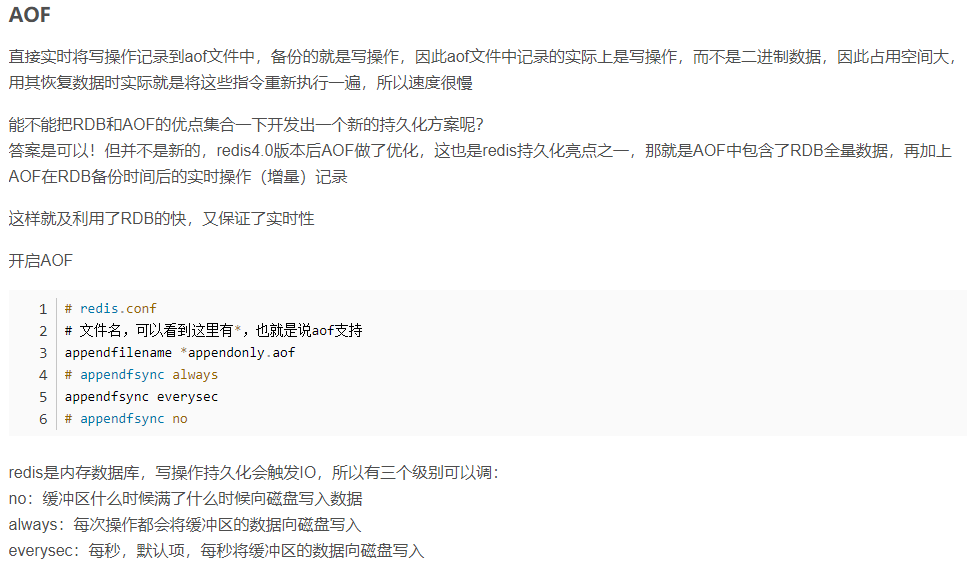 AOF
直接实时将写操作记录到aof文件中，备份的就是写操作，因此aof文件中记录的实际上是写操作，而不是二进制数据，因此占用空间大，
用其恢复数据时实际就是将这些指令重新执行一遍，所以速度很慢
能不能把RDB和AOF的优点集合一下开发出一个新的持久化方案呢？
答案是可以！但并不是新的，redis4.0版本后AOF做了优化，这也是redis持久化亮点之一，那就是AOF中包含了RDB全量数据，再加上
AOF在RDB备份时间后的实时操作（增量）记录
这样就及利用了RDB的快，又保证了实时性
开启AOF
1 # redis.conf
2 # 文件名，可以看到这里有*，也就是说aof支持
3 appendfilename *appendonly.aof
4 # appendfsync always
5 appendfsync everysec
6 # appendfsync no
redis是内存数据库，写操作持久化会触发IO，所以有三个级别可以调：
no：缓冲区什么时候满了什么时候向磁盘写入数据
always：每次操作都会将缓冲区的数据向磁盘写入
everysec：每秒，默认项，每秒将缓冲区的数据向磁盘写入